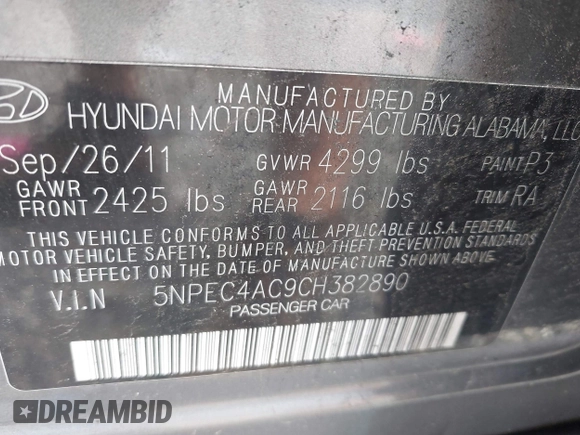 MANUFACTURED BY
HYUNDAI MOTOR MANUFACTURING ALABAMA, LLC
Sep/26/11 GVWR 4299 lbs PAINT P3
GAWR FRONT 2425 lbs GAWR REAR 2116 lbs TRIM RA
THIS VEHICLE CONFORMS TO ALL APPLICABLE U.S.A. FEDERAL
MOTOR VEHICLE SAFETY, BUMPER, AND THEFT PREVENTION STANDARDS
IN EFFECT ON THE DATE OF MANUFACTURE SHOWN ABOVE.
V.I.N 5NPEC4AC9CH382890
PASSENGER CAR
DREAMBID